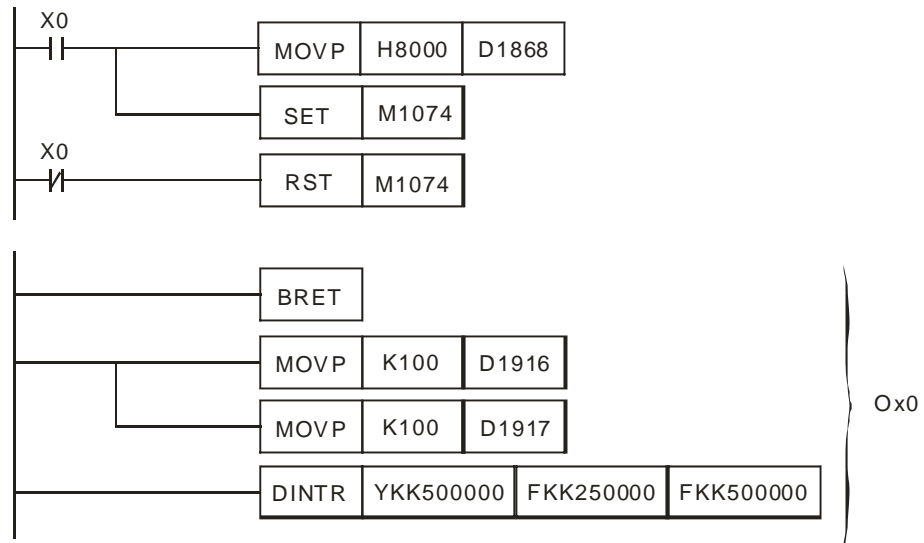 X0
MOVP H8000 D1868
SET M1074
X0
RST M1074
BRET
MOVP K100 D1916
MOVP K100 D1917
Ox0
DINTR YKK500000 FKK250000 FKK500000